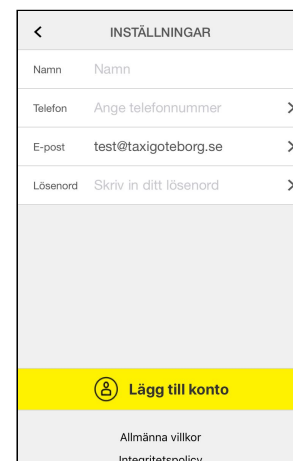 INSTÄLLNINGAR
Namn Namn
Telefon Ange telefonnummer
E-post test@taxigoteborg.se
Lösenord Skriv in ditt lösenord
Lägg till konto
Allmänna villkor
Integritetspolicy